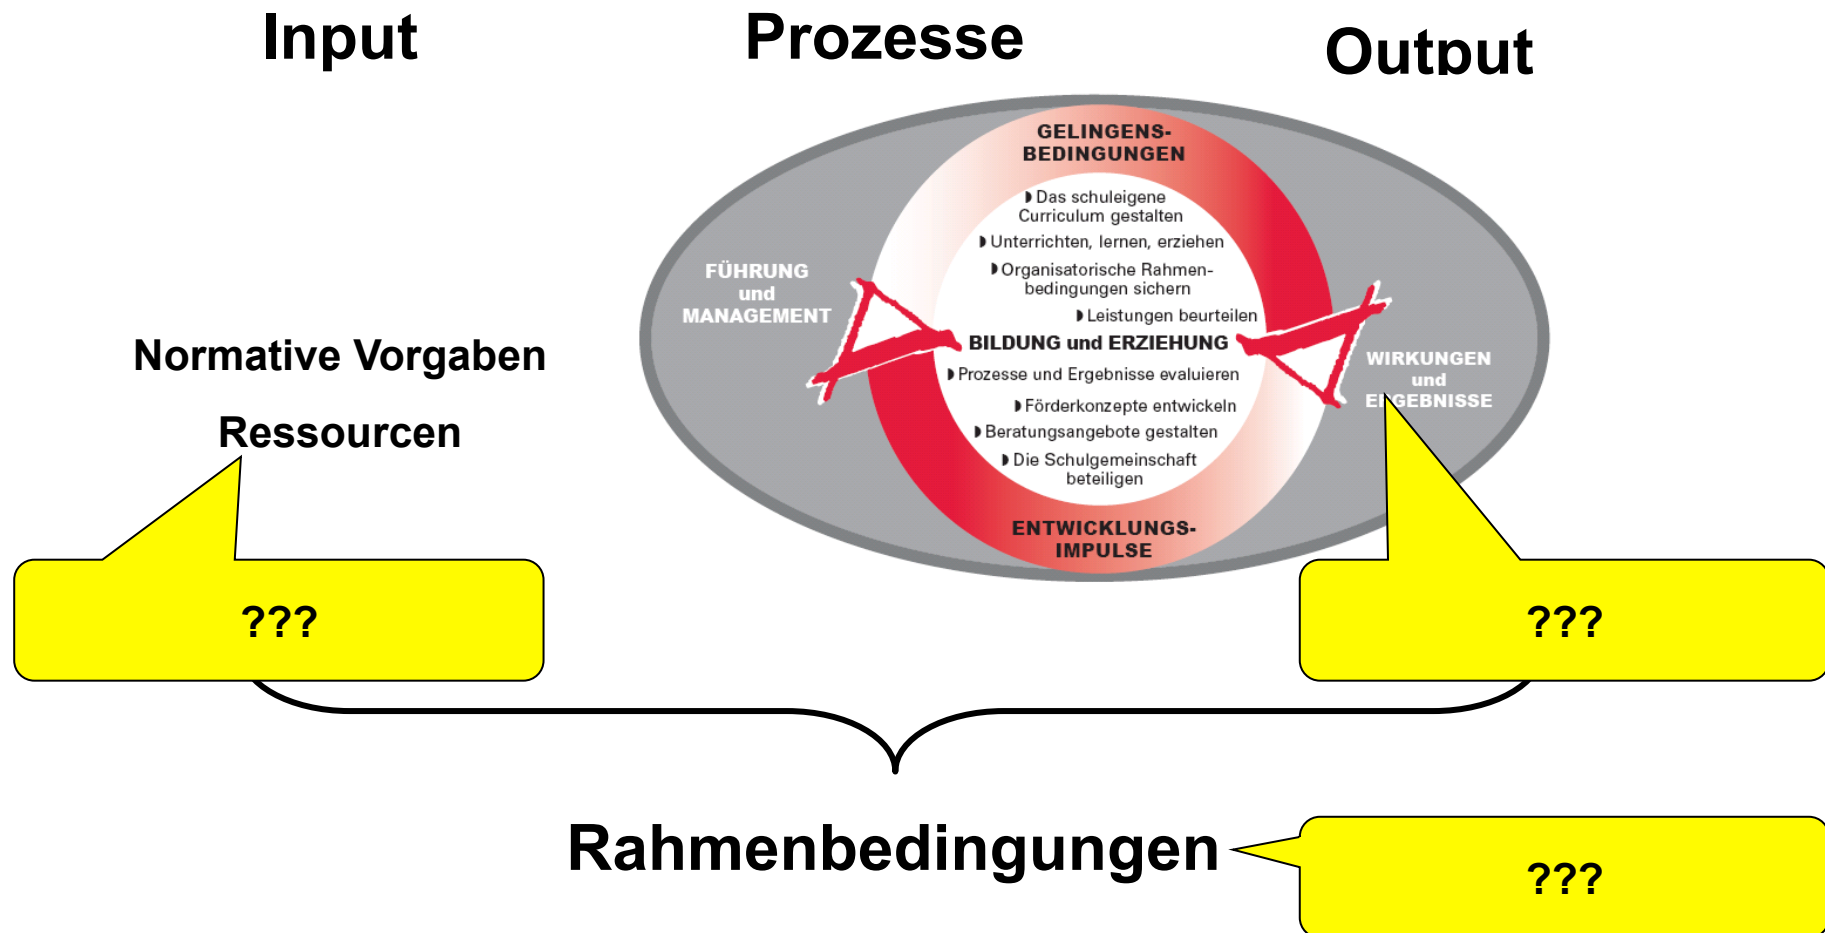 Input
Prozesse
Output
GELINGENS-
BEDINGUNGEN
Das schuleigene
Curriculum gestalten
Unterrichten, lernen, erziehen
Organisatorische Rahmen-
bedingungen sichern
Leistungen beurteilen
BILDUNG und ERZIEHUNG
Prozesse und Ergebnisse evaluieren
Förderkonzepte entwickeln
Beratungsangebote gestalten
Die Schulgemeinschaft
beteiligen
ENTWICKLUNGS-
IMPULSE
FÜHRUNG
und
MANAGEMENT
WIRKUNGEN
und
ERGEBNISSE
Normative Vorgaben
Ressourcen
???
???
Rahmenbedingungen
???